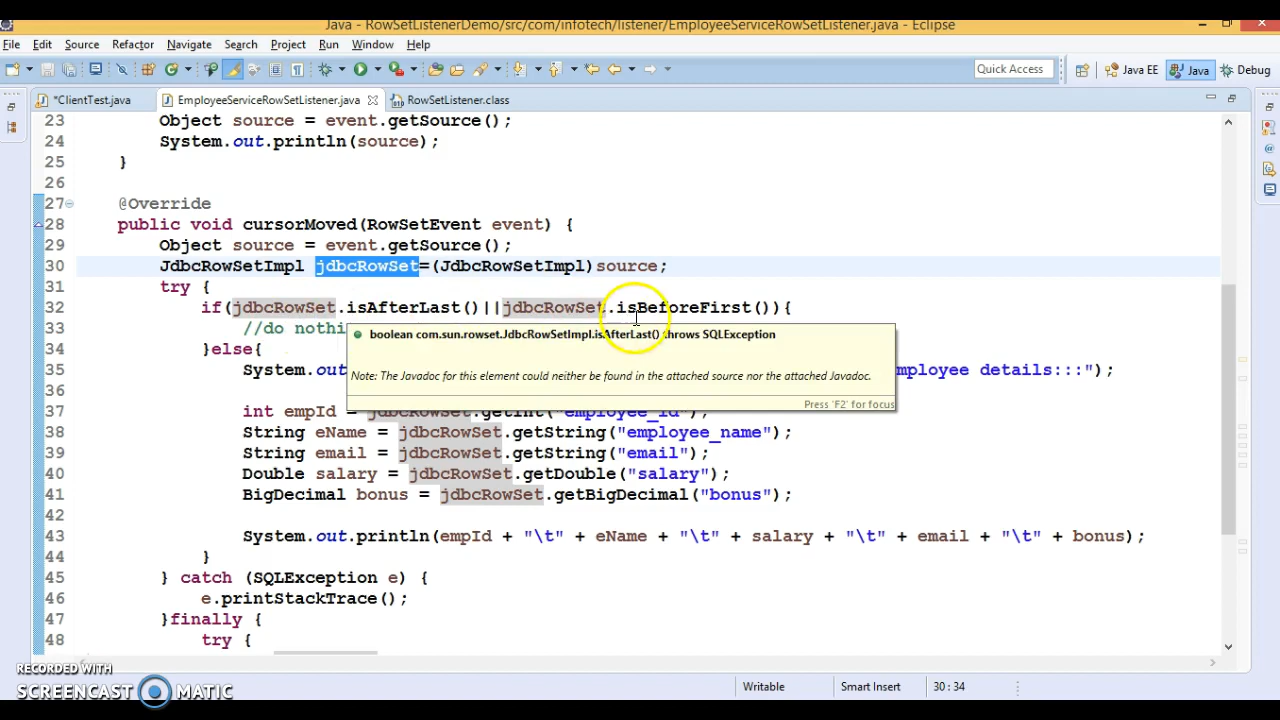 Java - RowSetListenerDemo/src/com/infotech/listener/EmployeeServiceRowSetListener.java - Eclipse
File Edit Source Refactor Navigate Search Project Run Window Help
Quick Access Java EE Java Debug
*ClientTest.java EmployeeServiceRowSetListener.java RowSetListener.class
23 Object source = event.getSource();
24 System.out.println(source);
25 }
26
27 @Override
28 public void cursorMoved(RowSetEvent event) {
29 Object source = event.getSource();
30 JdbcRowSetImpl jdbcRowSet=(JdbcRowSetImpl)source;
31 try {
32 if(jdbcRowSet.isAfterLast()||jdbcRowSet.isBeforeFirst()){
33 //do nothi
boolean com.sun.rowset.JdbcRowSetImpl.isAfterLast() throws SQLException
34 }else{
35 System.out mployee details:::");
Note: The Javadoc for this element could neither be found in the attached source nor the attached Javadoc.
36
Press 'F2' for focus
37 int empId = jdbcRowSet.getInt("employee_id");
38 String eName = jdbcRowSet.getString("employee_name");
39 String email = jdbcRowSet.getString("email");
40 Double salary = jdbcRowSet.getDouble("salary");
41 BigDecimal bonus = jdbcRowSet.getBigDecimal("bonus");
42
43 System.out.println(empId + "\t" + eName + "\t" + salary + "\t" + email + "\t" + bonus);
44 }
45 } catch (SQLException e) {
46 e.printStackTrace();
47 }finally {
48 try {
RECORDED WITH
SCREENCAST MATIC
Writable Smart Insert 30 : 34